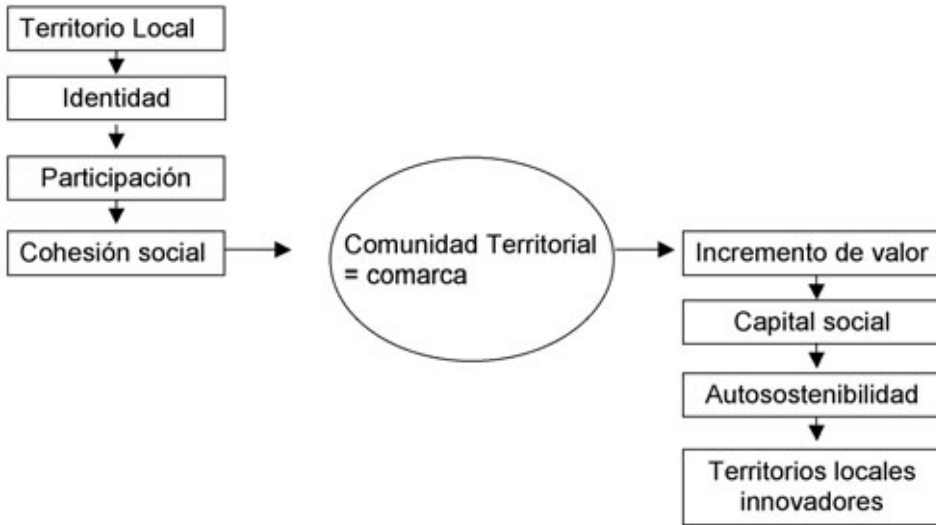 Territorio Local
Identidad
Participación
Cohesión social
Comunidad Territorial
= comarca
Incremento de valor
Capital social
Autosostenibilidad
Territorios locales
innovadores